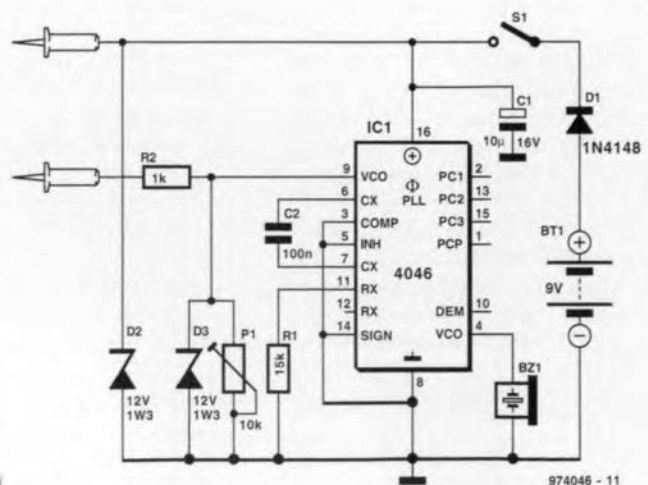 S1
D1
1N4148
C1
10µ
16V
IC1
16
R2
1k
9
VCO
6
CX
3
COMP
5
INH
7
CX
11
RX
12
RX
14
SIGN
Φ
PLL
4046
PC1
2
PC2
13
PC3
15
PCP
1
DEM
10
VCO
4
8
C2
100n
BT1
+
9V
−
D2
12V
1W3
D3
12V
1W3
P1
10k
R1
15k
BZ1
974046 - 11